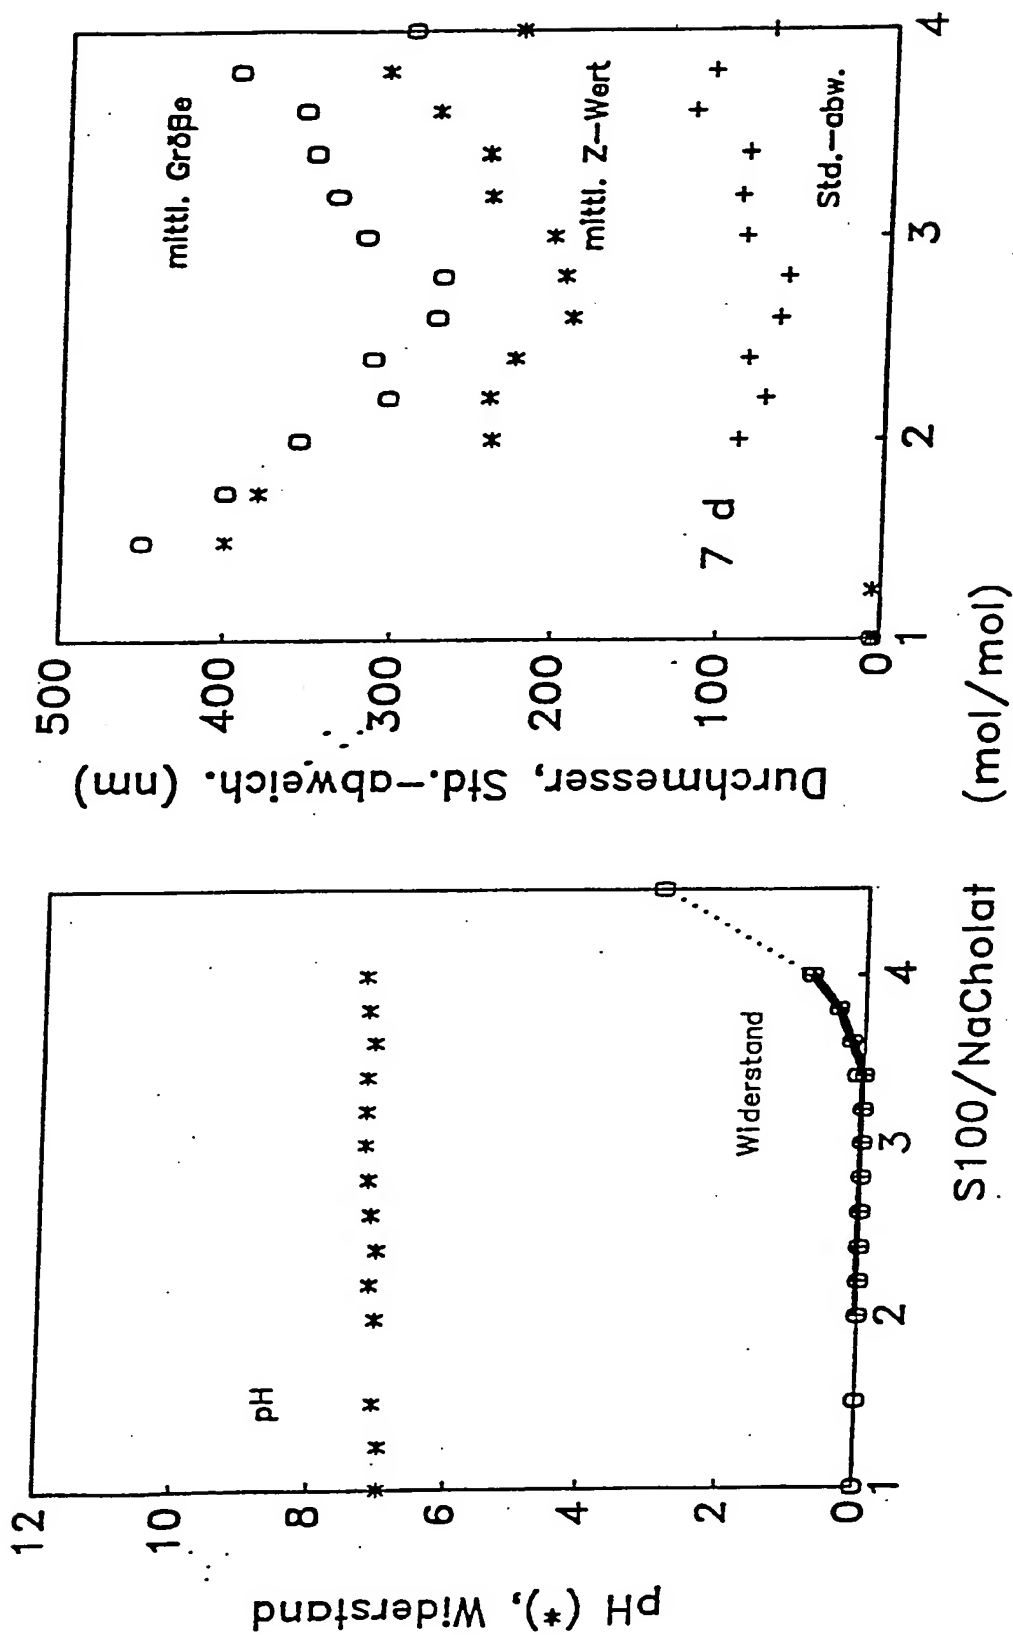 pH (*), Widerstand
12
10
8
6
4
2
0
pH
Widerstand
1
2
3
4
Durchmesser, Std.-abweich. (nm)
500
400
300
200
100
0
mittl. Größe
mittl. Z-Wert
Std.-abw.
7 d
1
2
3
4
S100/NaCholat (mol/mol)